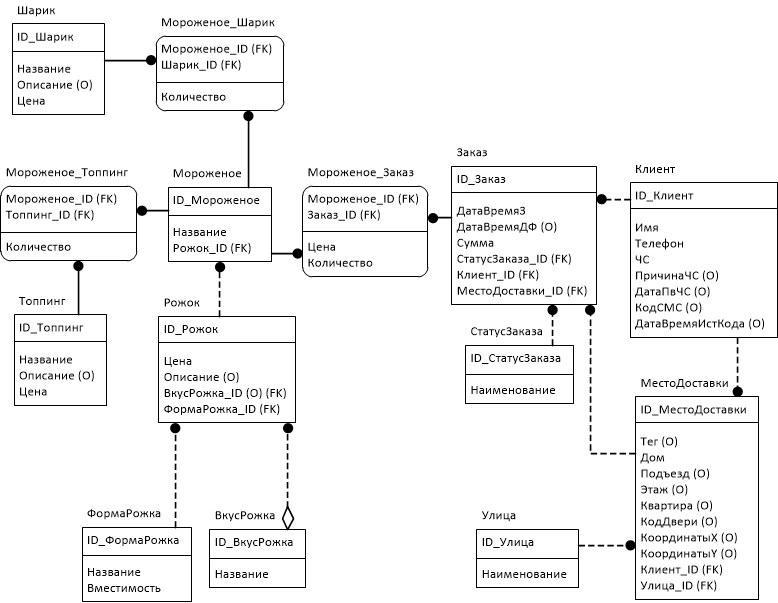 Шарик
ID_Шарик
Название
Описание (О)
Цена
Мороженое_Шарик
Мороженое_ID (FK)
Шарик_ID (FK)
Количество
Мороженое_Топпинг
Мороженое_ID (FK)
Топпинг_ID (FK)
Количество
Мороженое
ID_Мороженое
Название
Рожок_ID (FK)
Мороженое_Заказ
Мороженое_ID (FK)
Заказ_ID (FK)
Цена
Количество
Заказ
ID_Заказ
ДатаВремяЗ
ДатаВремяДФ (О)
Сумма
СтатусЗаказа_ID (FK)
Клиент_ID (FK)
МестоДоставки_ID (FK)
Клиент
ID_Клиент
Имя
Телефон
ЧС
ПричинаЧС (О)
ДатаПвЧС (О)
КодСМС (О)
ДатаВремяИстКода (О)
Топпинг
ID_Топпинг
Название
Описание (О)
Цена
Рожок
ID_Рожок
Цена
Описание (О)
ВкусРожка_ID (О) (FK)
ФормаРожка_ID (FK)
СтатусЗаказа
ID_СтатусЗаказа
Наименование
МестоДоставки
ID_МестоДоставки
Тег (О)
Дом
Подъезд (О)
Этаж (О)
Квартира (О)
КодДвери (О)
КоординатыX (О)
КоординатыY (О)
Клиент_ID (FK)
Улица_ID (FK)
ФормаРожка
ID_ФормаРожка
Название
Вместимость
ВкусРожка
ID_ВкусРожка
Название
Улица
ID_Улица
Наименование